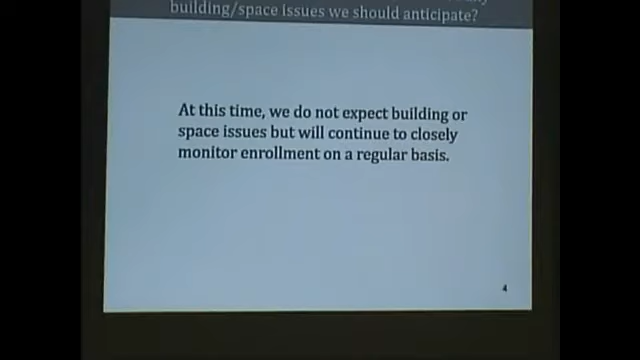 building/space issues we should anticipate?
At this time, we do not expect building or
space issues but will continue to closely
monitor enrollment on a regular basis.
4